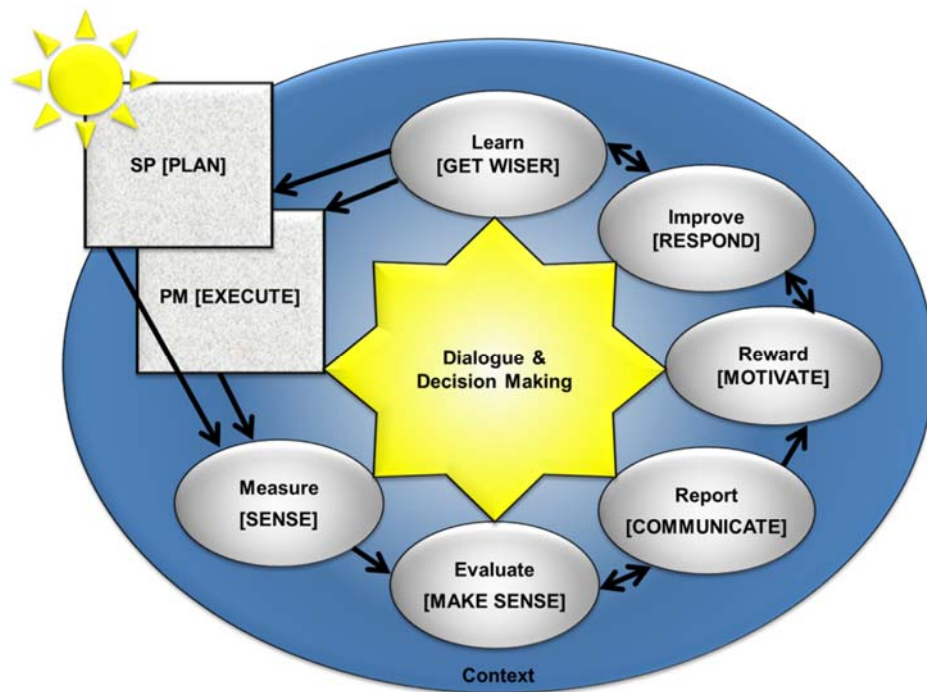 SP [PLAN]
PM [EXECUTE]
Learn
[GET WISER]
Improve
[RESPOND]
Reward
[MOTIVATE]
Dialogue &
Decision Making
Measure
[SENSE]
Evaluate
[MAKE SENSE]
Report
[COMMUNICATE]
Context